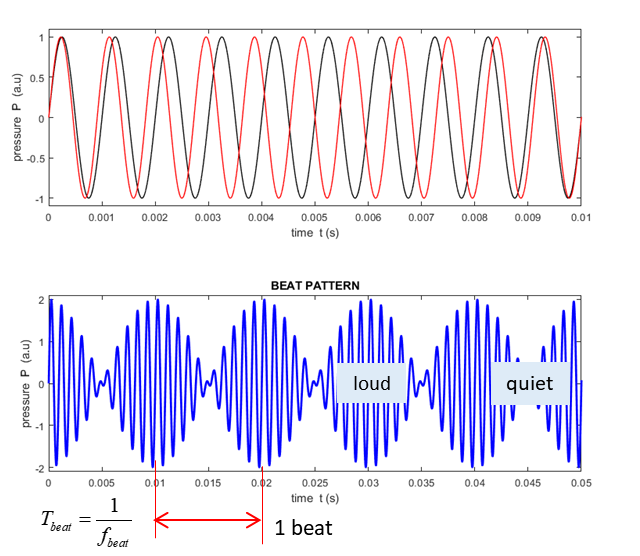 1
0.5
0
-0.5
-1
pressure P (a.u)
0 0.001 0.002 0.003 0.004 0.005 0.006 0.007 0.008 0.009 0.01
time t (s)
BEAT PATTERN
2
1
0
-1
-2
pressure P (a.u)
loud
quiet
0 0.005 0.01 0.015 0.02 0.025 0.03 0.035 0.04 0.045 0.05
time t (s)
T_beat = 1 / f_beat
1 beat